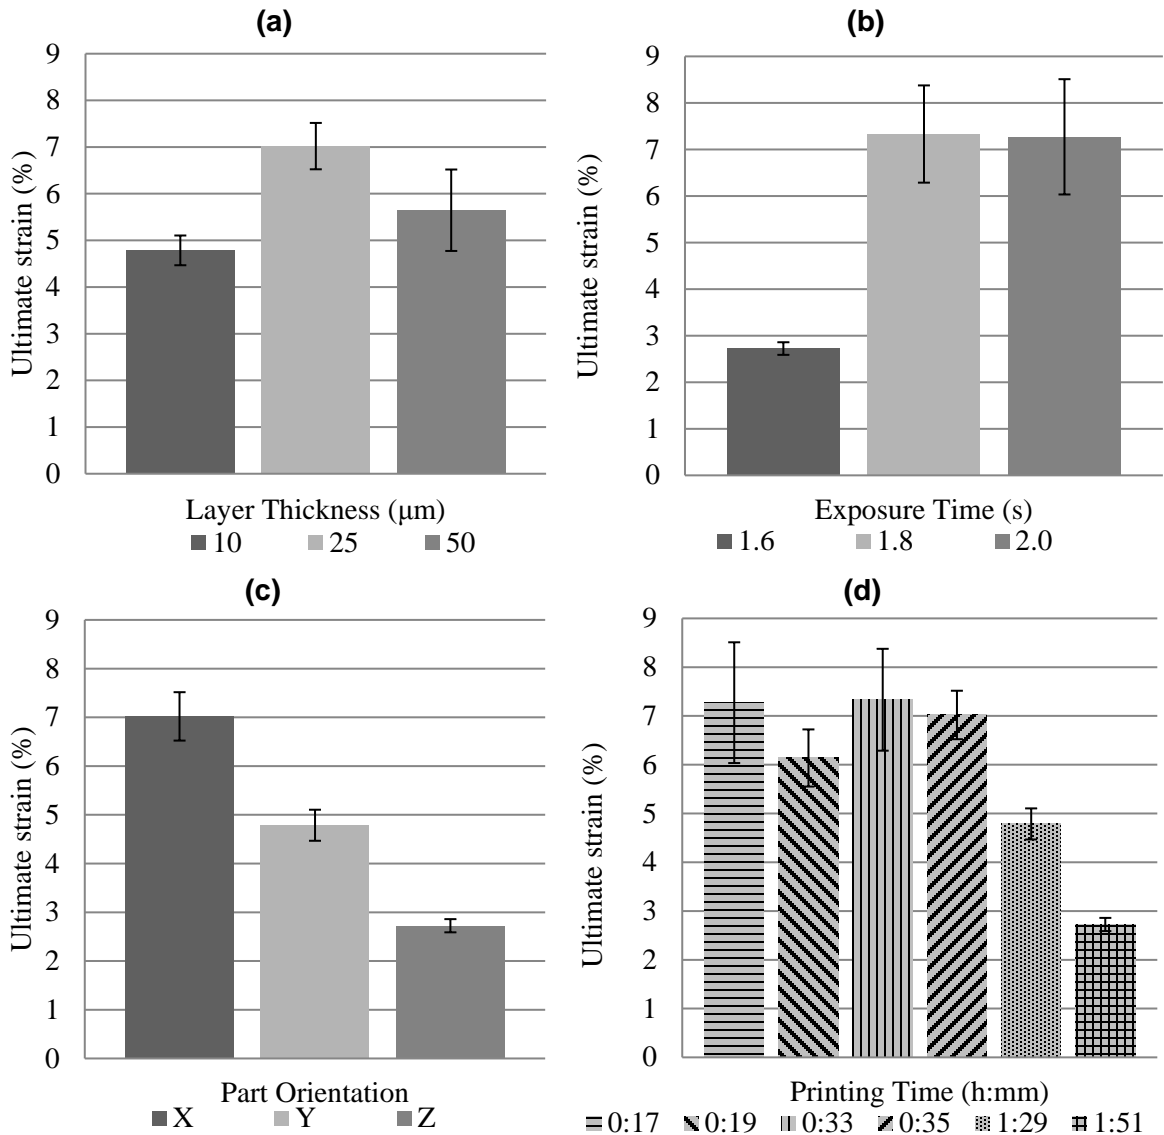 (a)
9
8
7
6
5
4
3
2
1
0
Ultimate strain (%)
Layer Thickness (μm)
10 25 50
(b)
9
8
7
6
5
4
3
2
1
0
Ultimate strain (%)
Exposure Time (s)
1.6 1.8 2.0
(c)
9
8
7
6
5
4
3
2
1
0
Ultimate strain (%)
Part Orientation
X Y Z
(d)
9
8
7
6
5
4
3
2
1
0
Ultimate strain (%)
Printing Time (h:mm)
0:17 0:19 0:33 0:35 1:29 1:51